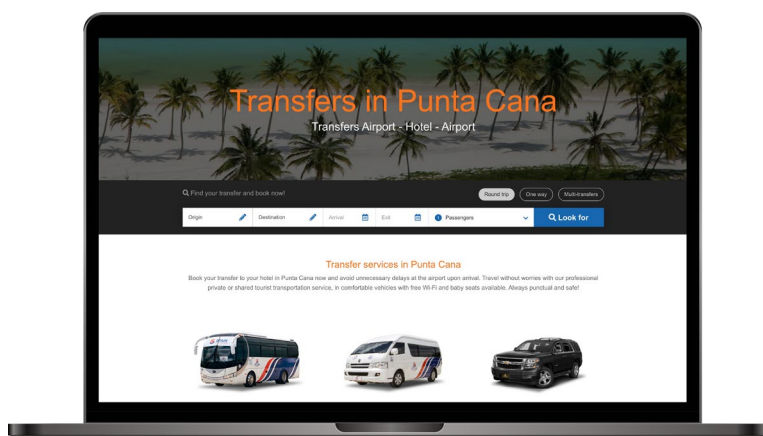 Transfers in Punta Cana
Transfers Airport - Hotel - Airport
Find your transfer and book now!
Round trip
One way
Multi-transfers
Origin
Destination
Arrival
Exit
Passengers
Look for
Transfer services in Punta Cana
Book your transfer to your hotel in Punta Cana now and avoid unnecessary delays at the airport upon arrival. Travel without worries with our professional
private or shared tourist transportation service, in comfortable vehicles with free Wi-Fi and baby seats available. Always punctual and safe!